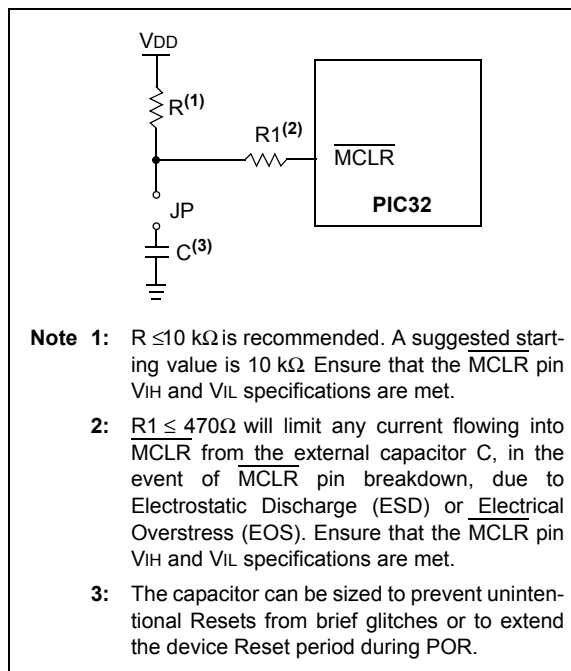 VDD
R(1)
R1(2)
MCLR
JP
PIC32
C(3)
Note 1: R ≤10 kΩ is recommended. A suggested start-
ing value is 10 kΩ. Ensure that the MCLR pin
VIH and VIL specifications are met.
2: R1 ≤ 470Ω will limit any current flowing into
MCLR from the external capacitor C, in the
event of MCLR pin breakdown, due to
Electrostatic Discharge (ESD) or Electrical
Overstress (EOS). Ensure that the MCLR pin
VIH and VIL specifications are met.
3: The capacitor can be sized to prevent uninten-
tional Resets from brief glitches or to extend
the device Reset period during POR.